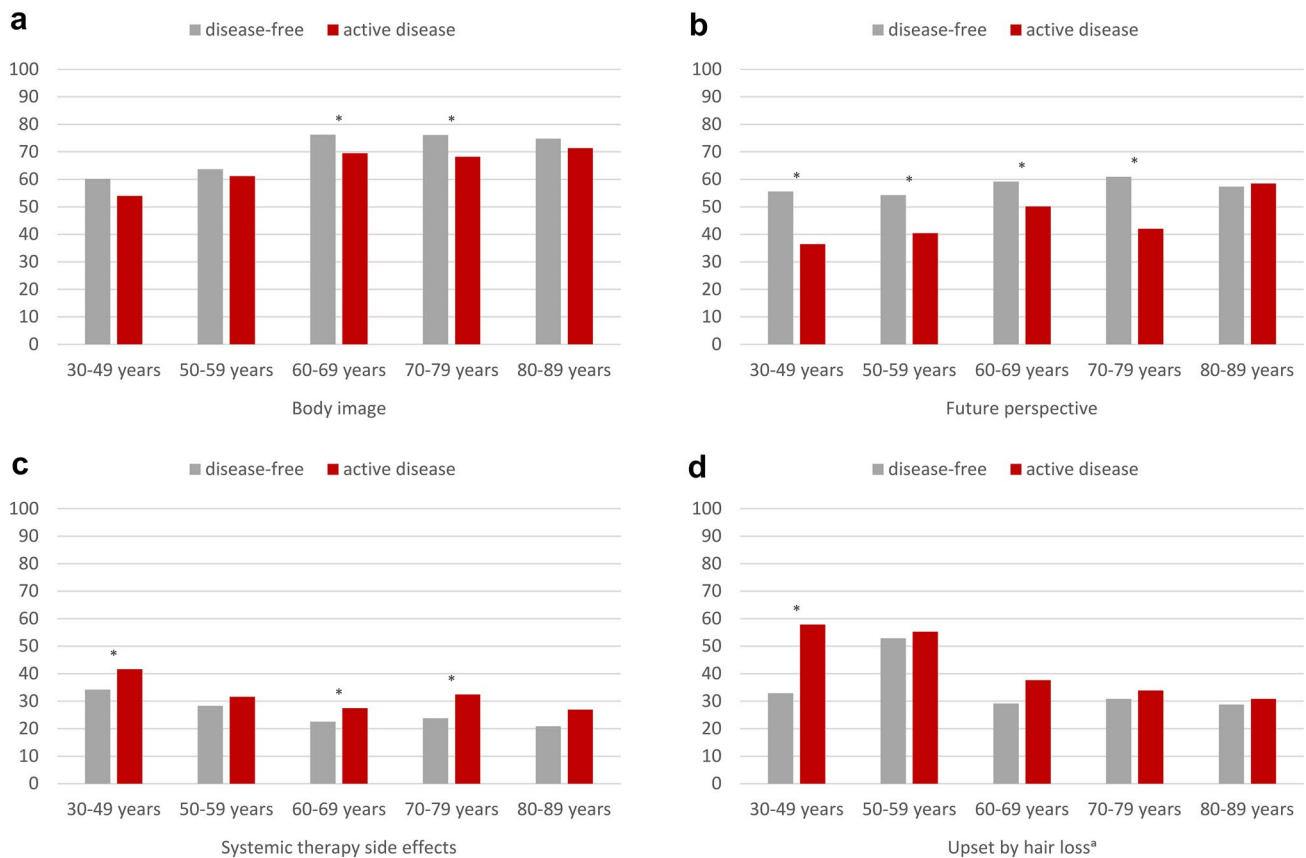 a
disease-free active disease
100
90
80
70
60
50
40
30
20
10
0
* *
30-49 years 50-59 years 60-69 years 70-79 years 80-89 years
Body image
b
disease-free active disease
100
90
80
70
60
50
40
30
20
10
0
* * * *
30-49 years 50-59 years 60-69 years 70-79 years 80-89 years
Future perspective
c
disease-free active disease
100
90
80
70
60
50
40
30
20
10
0
* * *
30-49 years 50-59 years 60-69 years 70-79 years 80-89 years
Systemic therapy side effects
d
disease-free active disease
100
90
80
70
60
50
40
30
20
10
0
*
30-49 years 50-59 years 60-69 years 70-79 years 80-89 years
Upset by hair lossᵃ